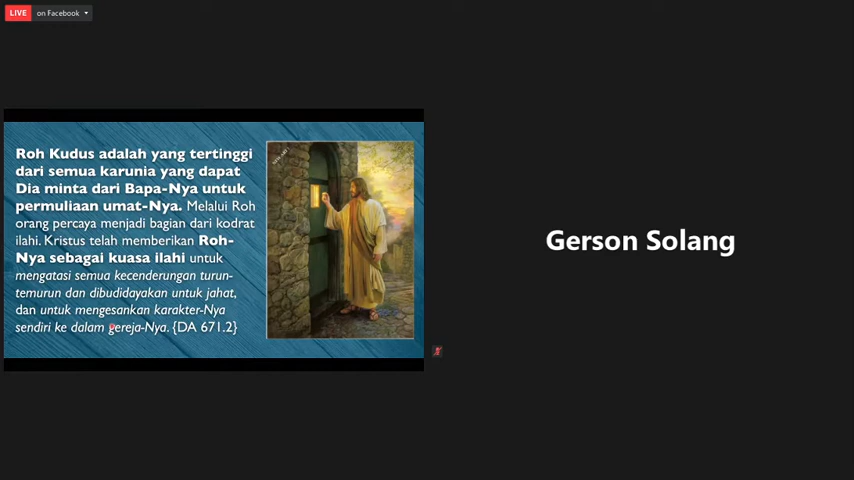 LIVE on Facebook
Roh Kudus adalah yang tertinggi
dari semua karunia yang dapat
Dia minta dari Bapa-Nya untuk
permuliaan umat-Nya. Melalui Roh
orang percaya menjadi bagian dari kodrat
ilahi. Kristus telah memberikan Roh-
Nya sebagai kuasa ilahi untuk
mengatasi semua kecenderungan turun-
temurun dan dibudidayakan untuk jahat,
dan untuk mengesankan karakter-Nya
sendiri ke dalam gereja-Nya. {DA 671.2}
Gerson Solang